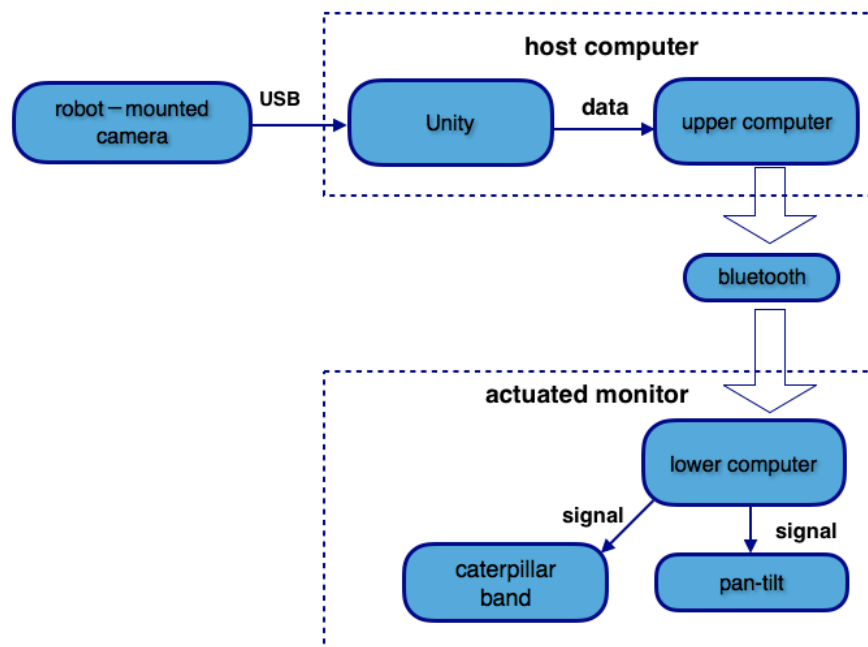 host computer
robot－mounted
camera
USB
Unity
data
upper computer
bluetooth
actuated monitor
lower computer
signal
signal
caterpillar
band
pan-tilt